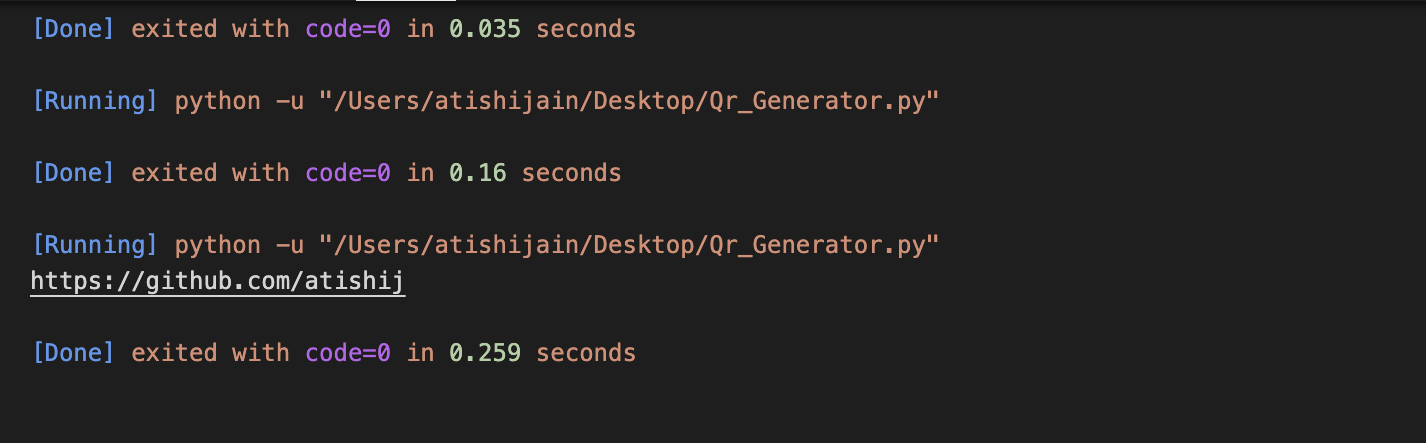 [Done] exited with code=0 in 0.035 seconds
[Running] python -u "/Users/atishijain/Desktop/Qr_Generator.py"
[Done] exited with code=0 in 0.16 seconds
[Running] python -u "/Users/atishijain/Desktop/Qr_Generator.py"
https://github.com/atishij
[Done] exited with code=0 in 0.259 seconds